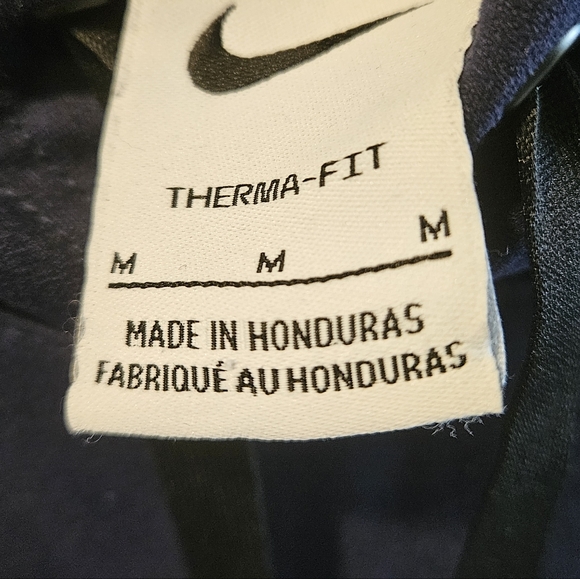 THERMA-FIT
M M M
MADE IN HONDURAS
FABRIQUÉ AU HONDURAS